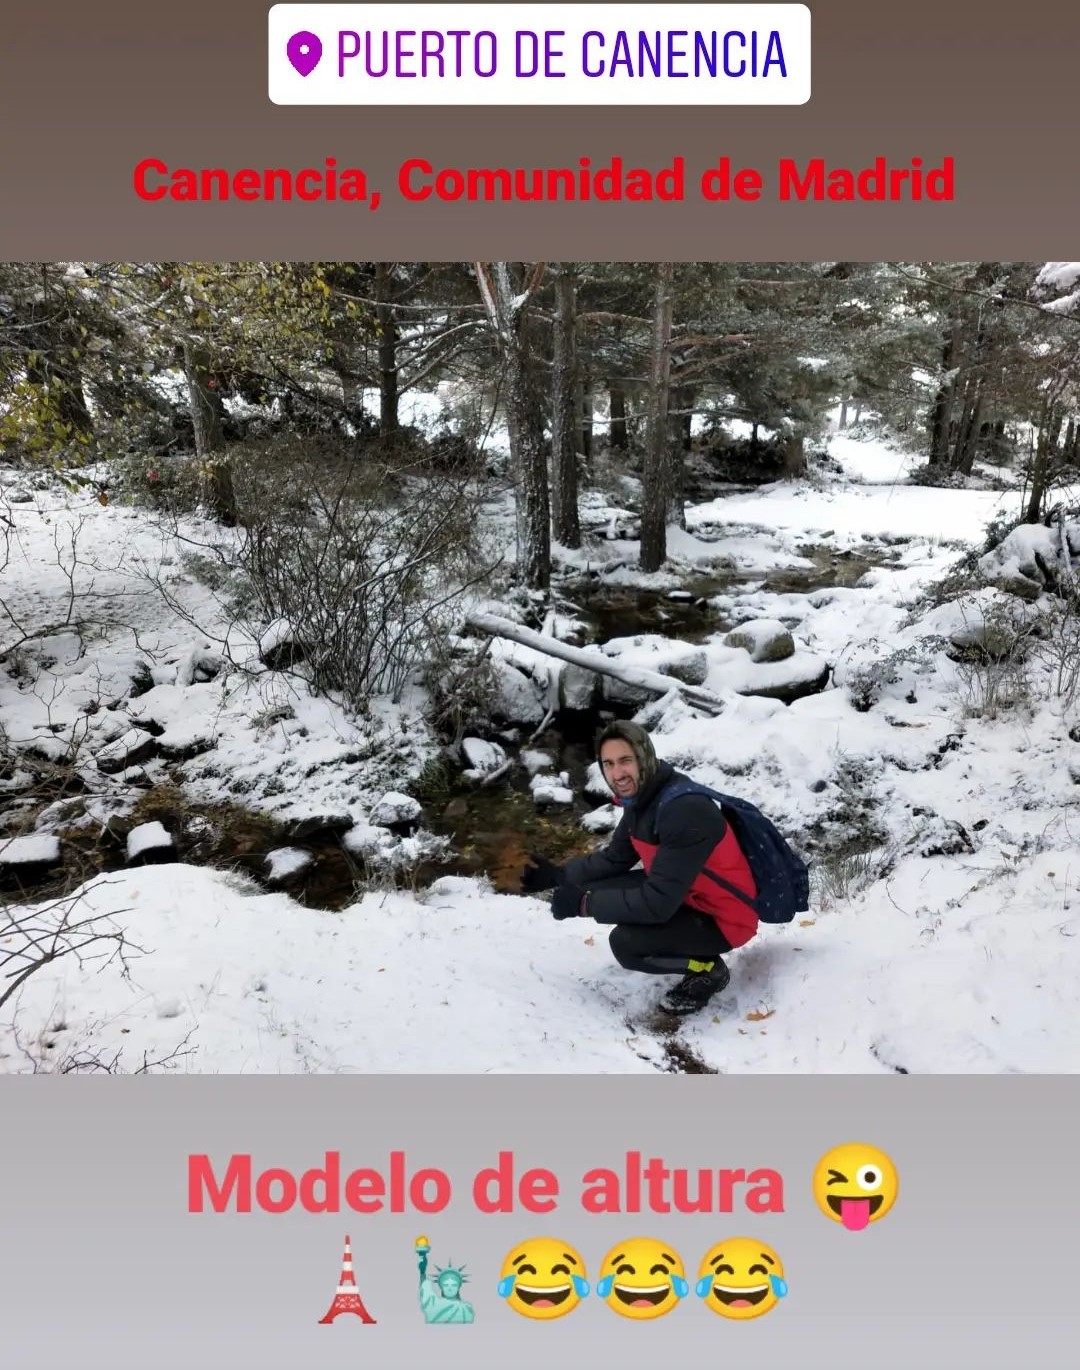 PUERTO DE CANENCIA
Canencia, Comunidad de Madrid
Modelo de altura 😜
🗼🗽😂😂😂